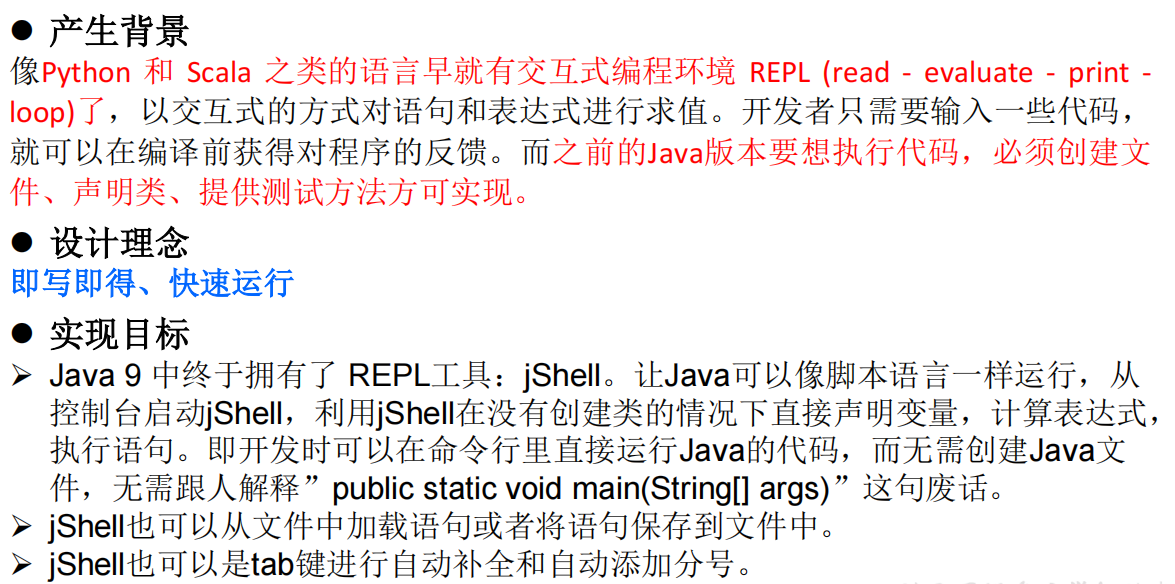 ● 产生背景
像Python 和 Scala 之类的语言早就有交互式编程环境 REPL (read - evaluate - print -
loop)了，以交互式的方式对语句和表达式进行求值。开发者只需要输入一些代码，
就可以在编译前获得对程序的反馈。而之前的Java版本要想执行代码，必须创建文
件、声明类、提供测试方法方可实现。
● 设计理念
即写即得、快速运行
● 实现目标
➢ Java 9 中终于拥有了 REPL工具：jShell。让Java可以像脚本语言一样运行，从
控制台启动jShell，利用jShell在没有创建类的情况下直接声明变量，计算表达式，
执行语句。即开发时可以在命令行里直接运行Java的代码，而无需创建Java文
件，无需跟人解释”public static void main(String[] args)”这句废话。
➢ jShell也可以从文件中加载语句或者将语句保存到文件中。
➢ jShell也可以是tab键进行自动补全和自动添加分号。